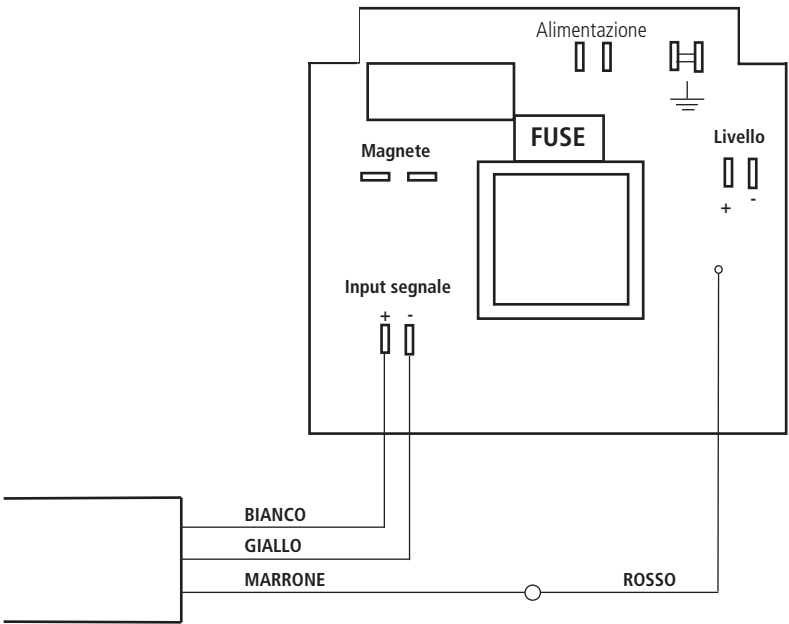 Alimentazione
FUSE
Livello
Magnete
+ -
Input segnale
+ -
BIANCO
GIALLO
MARRONE ROSSO